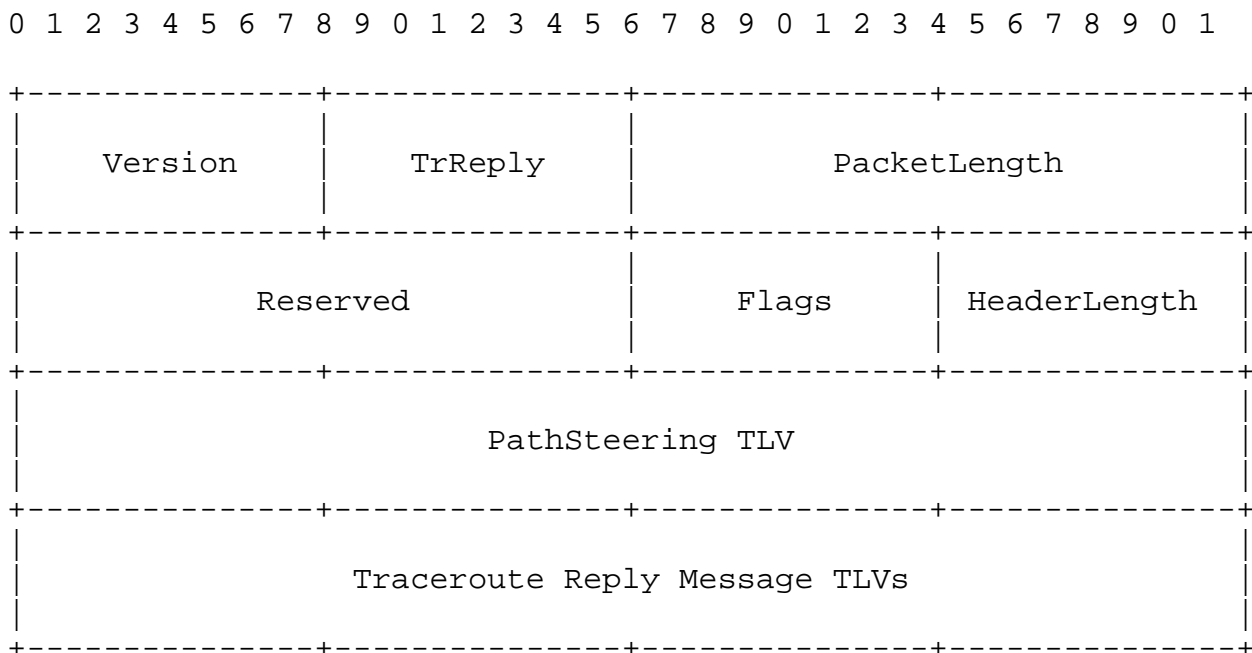 0 1 2 3 4 5 6 7 8 9 0 1 2 3 4 5 6 7 8 9 0 1 2 3 4 5 6 7 8 9 0 1
Version TrReply PacketLength
Reserved Flags HeaderLength
PathSteering TLV
Traceroute Reply Message TLVs